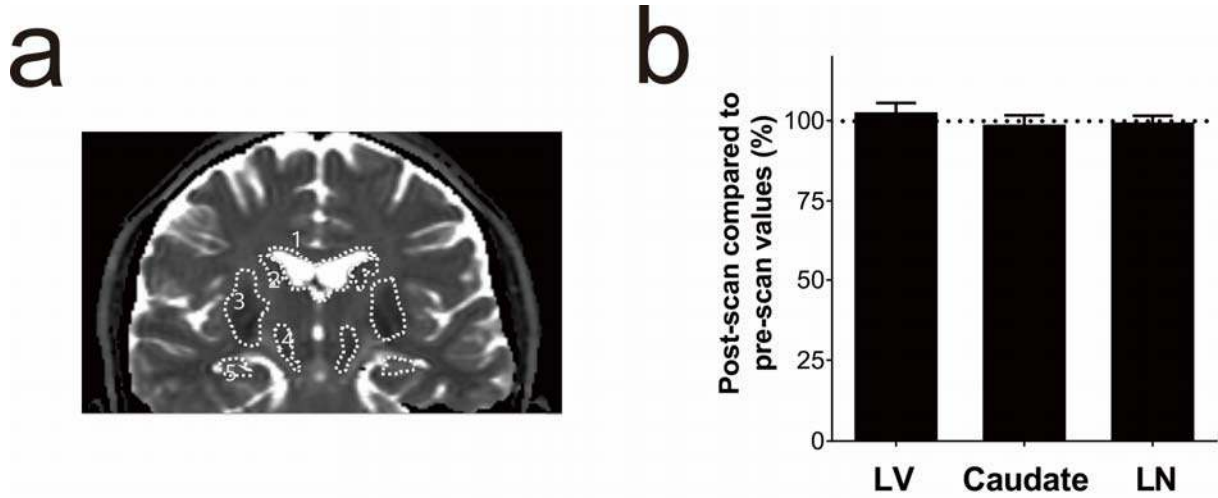 a
1
2
3
4
5
b
Post-scan compared to
pre-scan values (%)
100
75
50
25
0
LV Caudate LN